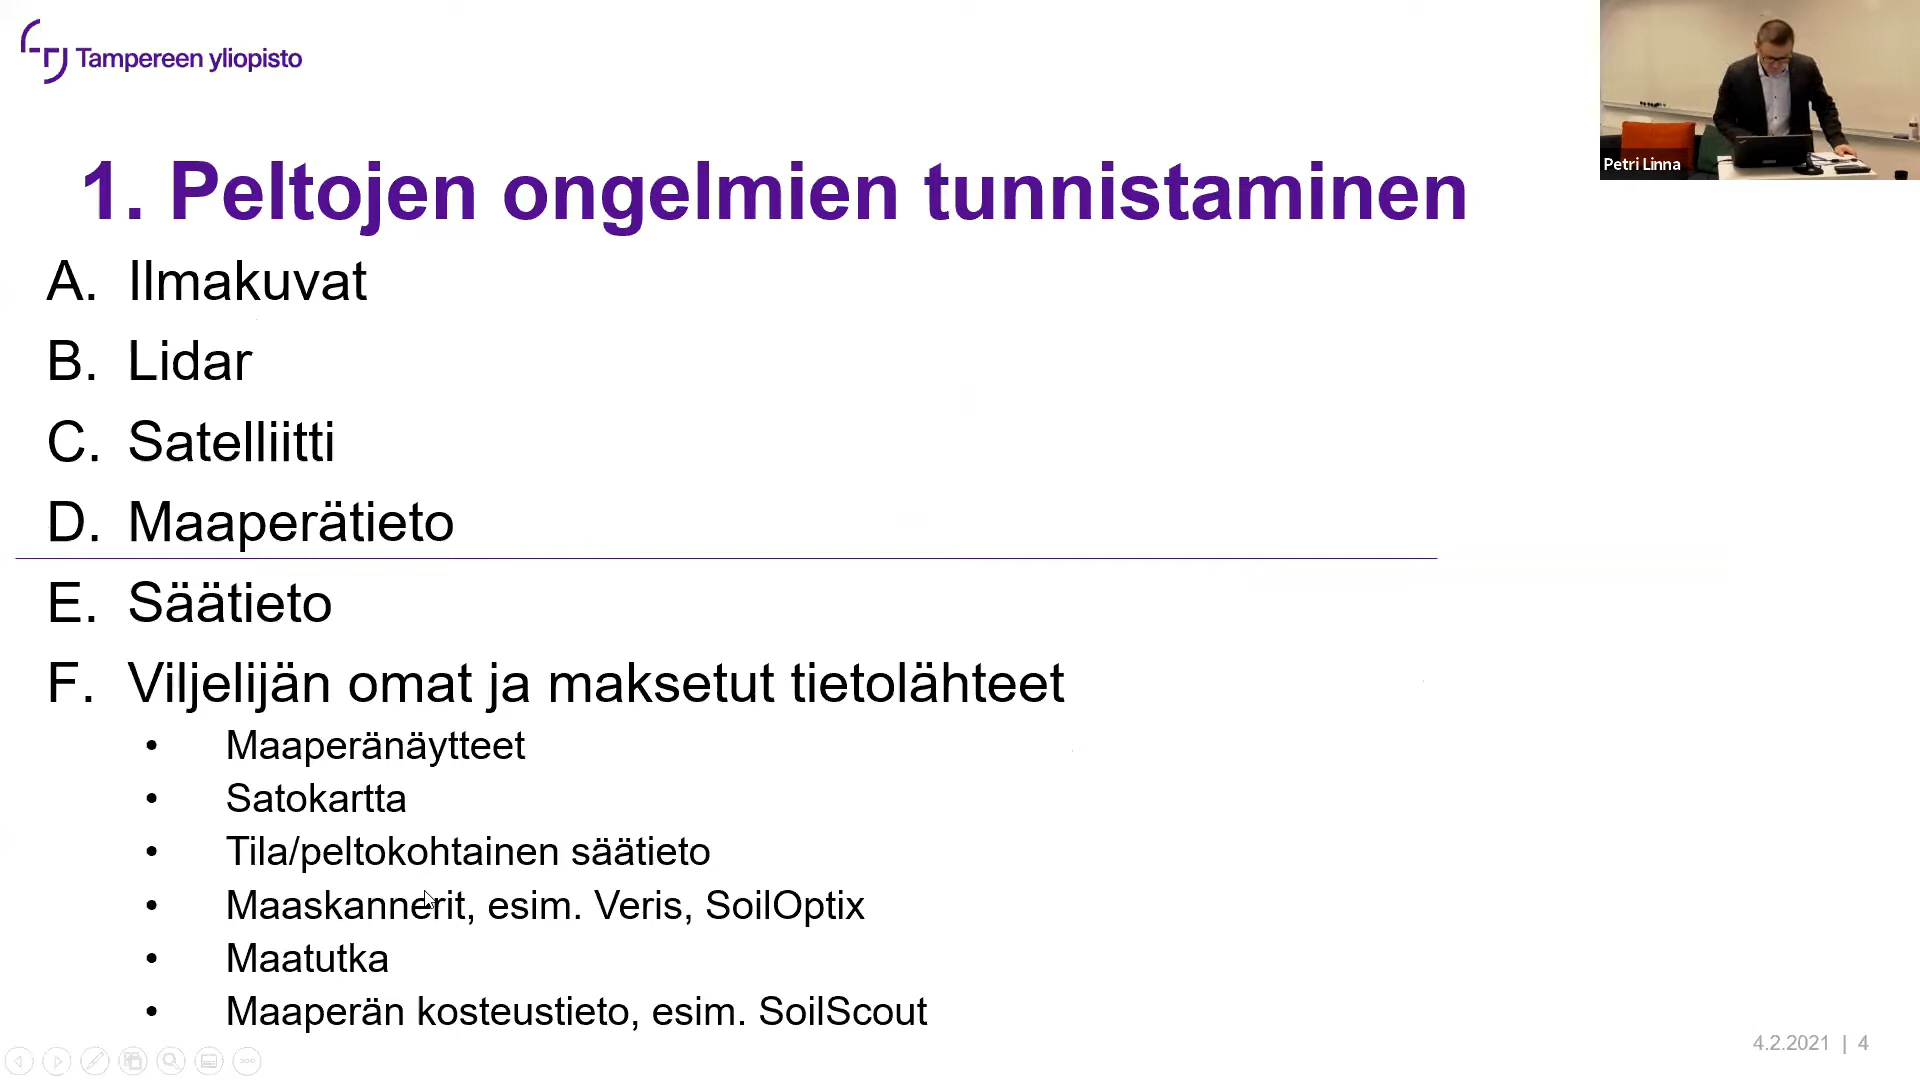 Tampereen yliopisto
Petri Linna
1. Peltojen ongelmien tunnistaminen
A. Ilmakuvat
B. Lidar
C. Satelliitti
D. Maaperätieto
E. Säätieto
F. Viljelijän omat ja maksetut tietolähteet
• Maaperänäytteet
• Satokartta
• Tila/peltokohtainen säätieto
• Maaskannerit, esim. Veris, SoilOptix
• Maatutka
• Maaperän kosteustieto, esim. SoilScout
4.2.2021 | 4